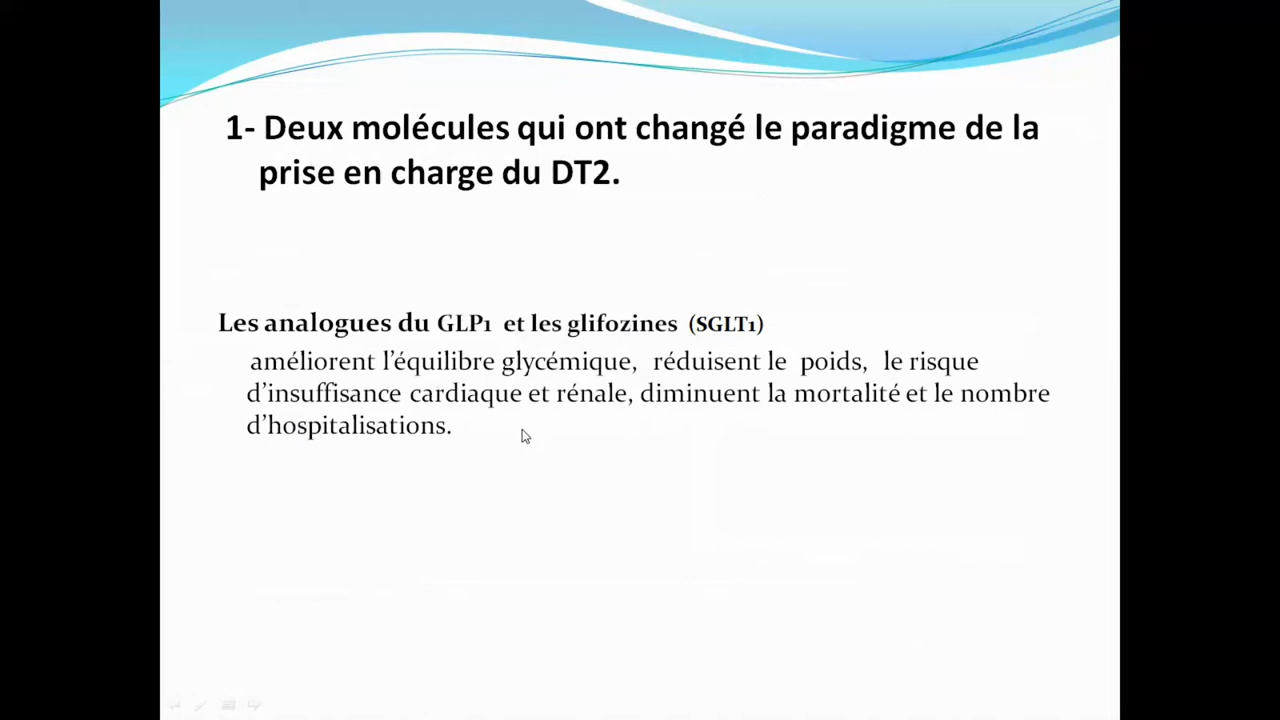 1- Deux molécules qui ont changé le paradigme de la
prise en charge du DT2.
Les analogues du GLP1 et les glifozines (SGLT1)
améliorent l’équilibre glycémique, réduisent le poids, le risque
d’insuffisance cardiaque et rénale, diminuent la mortalité et le nombre
d’hospitalisations.